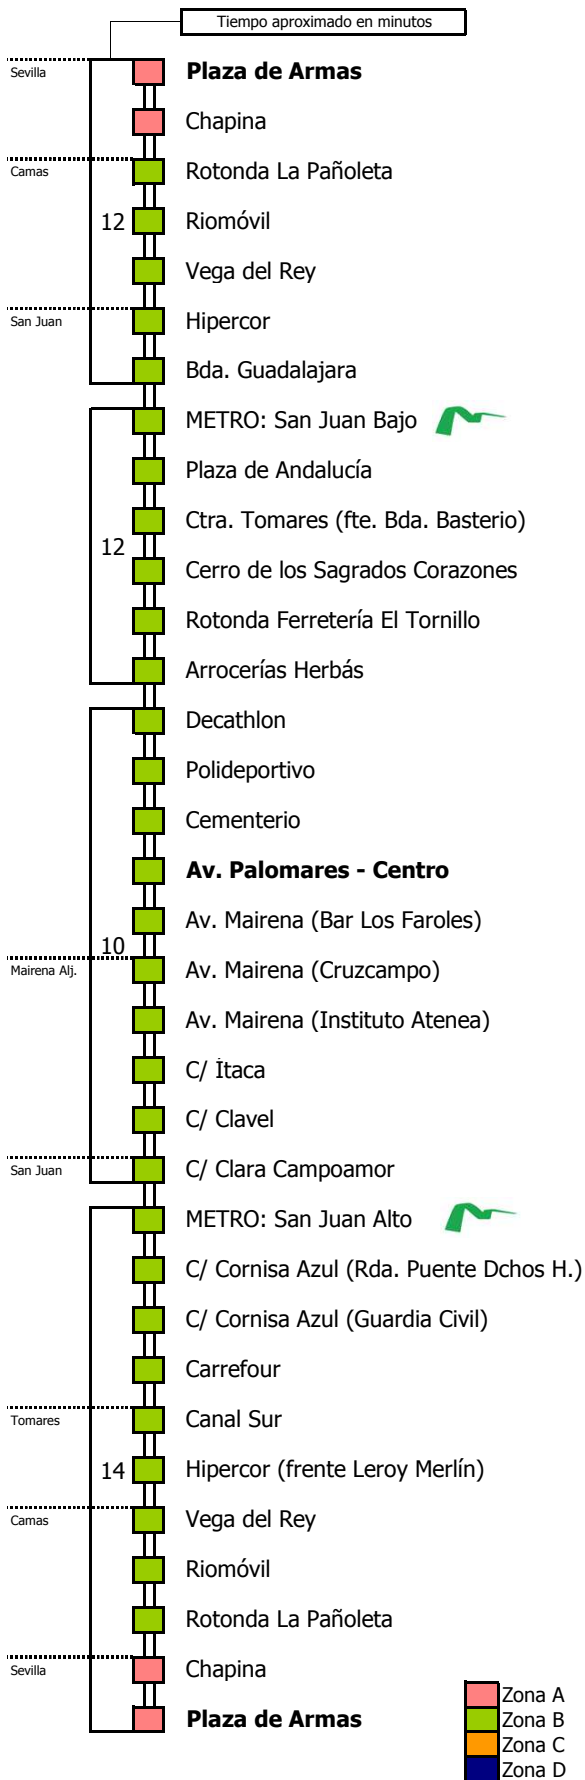 Tiempo aproximado en minutos
Sevilla
Plaza de Armas
Chapina
Camas
Rotonda La Pañoleta
12
Riomóvil
Vega del Rey
San Juan
Hipercor
Bda. Guadalajara
METRO: San Juan Bajo
Plaza de Andalucía
Ctra. Tomares (fte. Bda. Basterio)
12
Cerro de los Sagrados Corazones
Rotonda Ferretería El Tornillo
Arrocerías Herbás
Decathlon
Polideportivo
Cementerio
Av. Palomares - Centro
Av. Mairena (Bar Los Faroles)
10
Mairena Alj.
Av. Mairena (Cruzcampo)
Av. Mairena (Instituto Atenea)
C/ Ítaca
C/ Clavel
San Juan
C/ Clara Campoamor
METRO: San Juan Alto
C/ Cornisa Azul (Rda. Puente Dchos H.)
C/ Cornisa Azul (Guardia Civil)
Carrefour
Tomares
Canal Sur
14
Hipercor (frente Leroy Merlín)
Camas
Vega del Rey
Riomóvil
Rotonda La Pañoleta
Sevilla
Chapina
Plaza de Armas
Zona A
Zona B
Zona C
Zona D